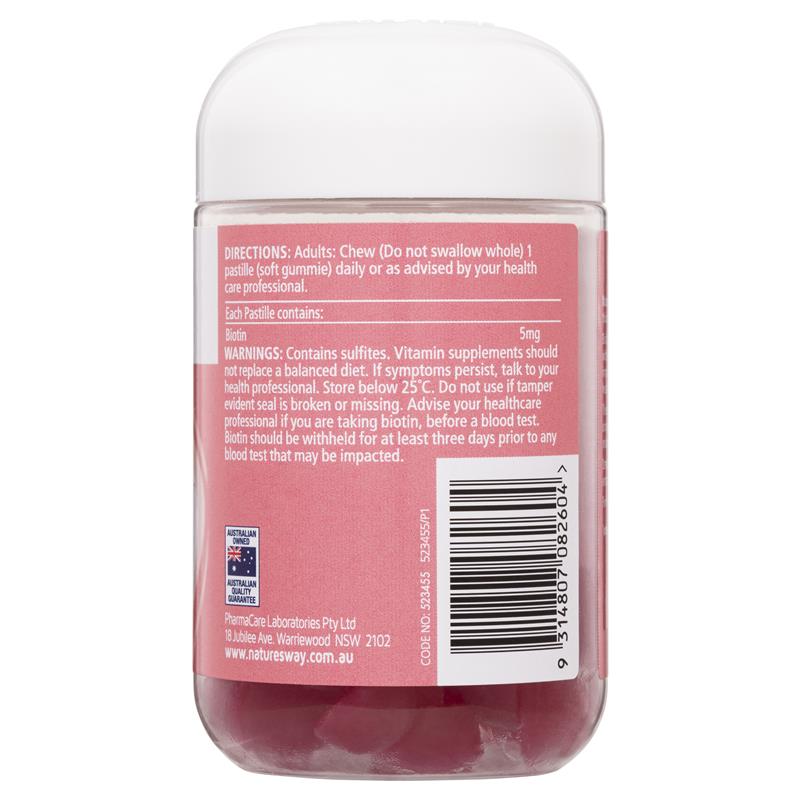 DIRECTIONS: Adults: Chew (Do not swallow whole) 1
pastille (soft gummie) daily or as advised by your health
care professional.
Each Pastille contains:
Biotin 5mg
WARNINGS: Contains sulfites. Vitamin supplements should
not replace a balanced diet. If symptoms persist, talk to your
health professional. Store below 25°C. Do not use if tamper
evident seal is broken or missing. Advise your healthcare
professional if you are taking biotin, before a blood test.
Biotin should be withheld for at least three days prior to any
blood test that may be impacted.
AUSTRALIAN
OWNED
AUSTRALIAN
QUALITY
GUARANTEE
PharmaCare Laboratories Pty Ltd
18 Jubilee Ave. Warriewood NSW 2102
www.naturesway.com.au
CODE NO: 523455 523455/P1
9 314807 082604 >